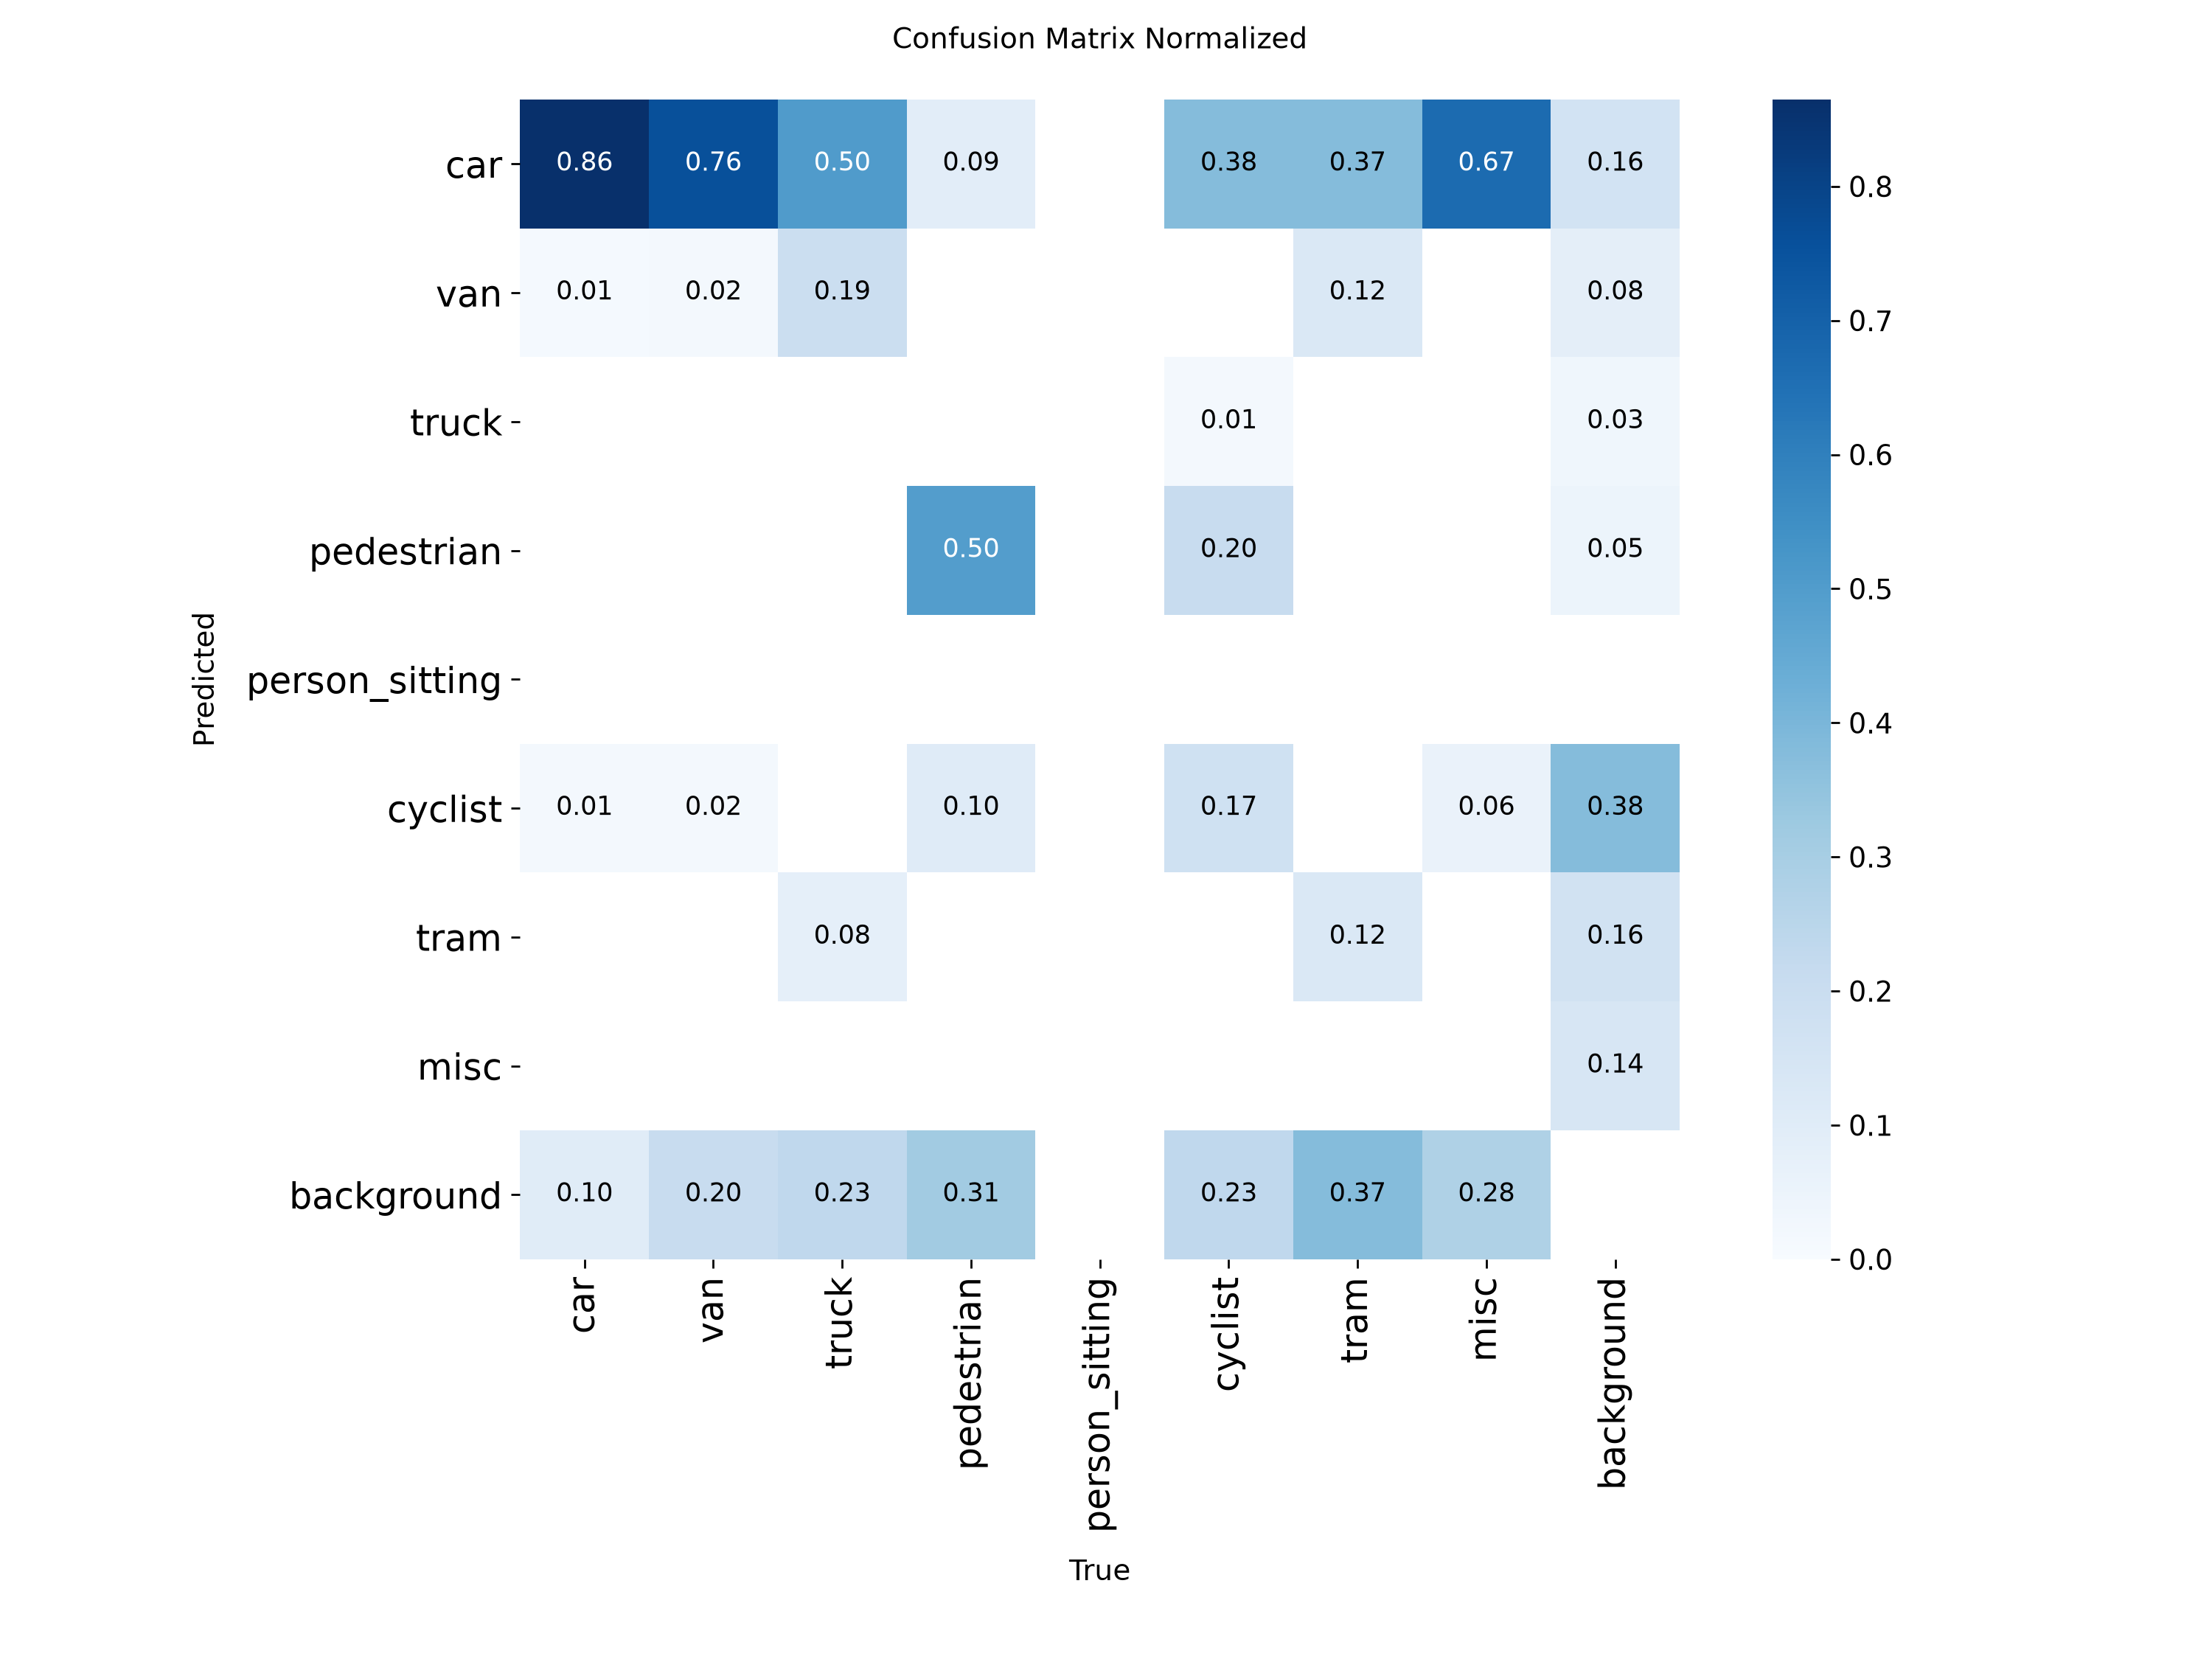 Confusion Matrix Normalized
car 0.86 0.76 0.50 0.09 0.38 0.37 0.67 0.16
van 0.01 0.02 0.19 0.12 0.08
truck 0.01 0.03
pedestrian 0.50 0.20 0.05
person_sitting
cyclist 0.01 0.02 0.10 0.17 0.06 0.38
tram 0.08 0.12 0.16
misc 0.14
background 0.10 0.20 0.23 0.31 0.23 0.37 0.28
Predicted
car van truck pedestrian person_sitting cyclist tram misc background
True
0.8
0.7
0.6
0.5
0.4
0.3
0.2
0.1
0.0